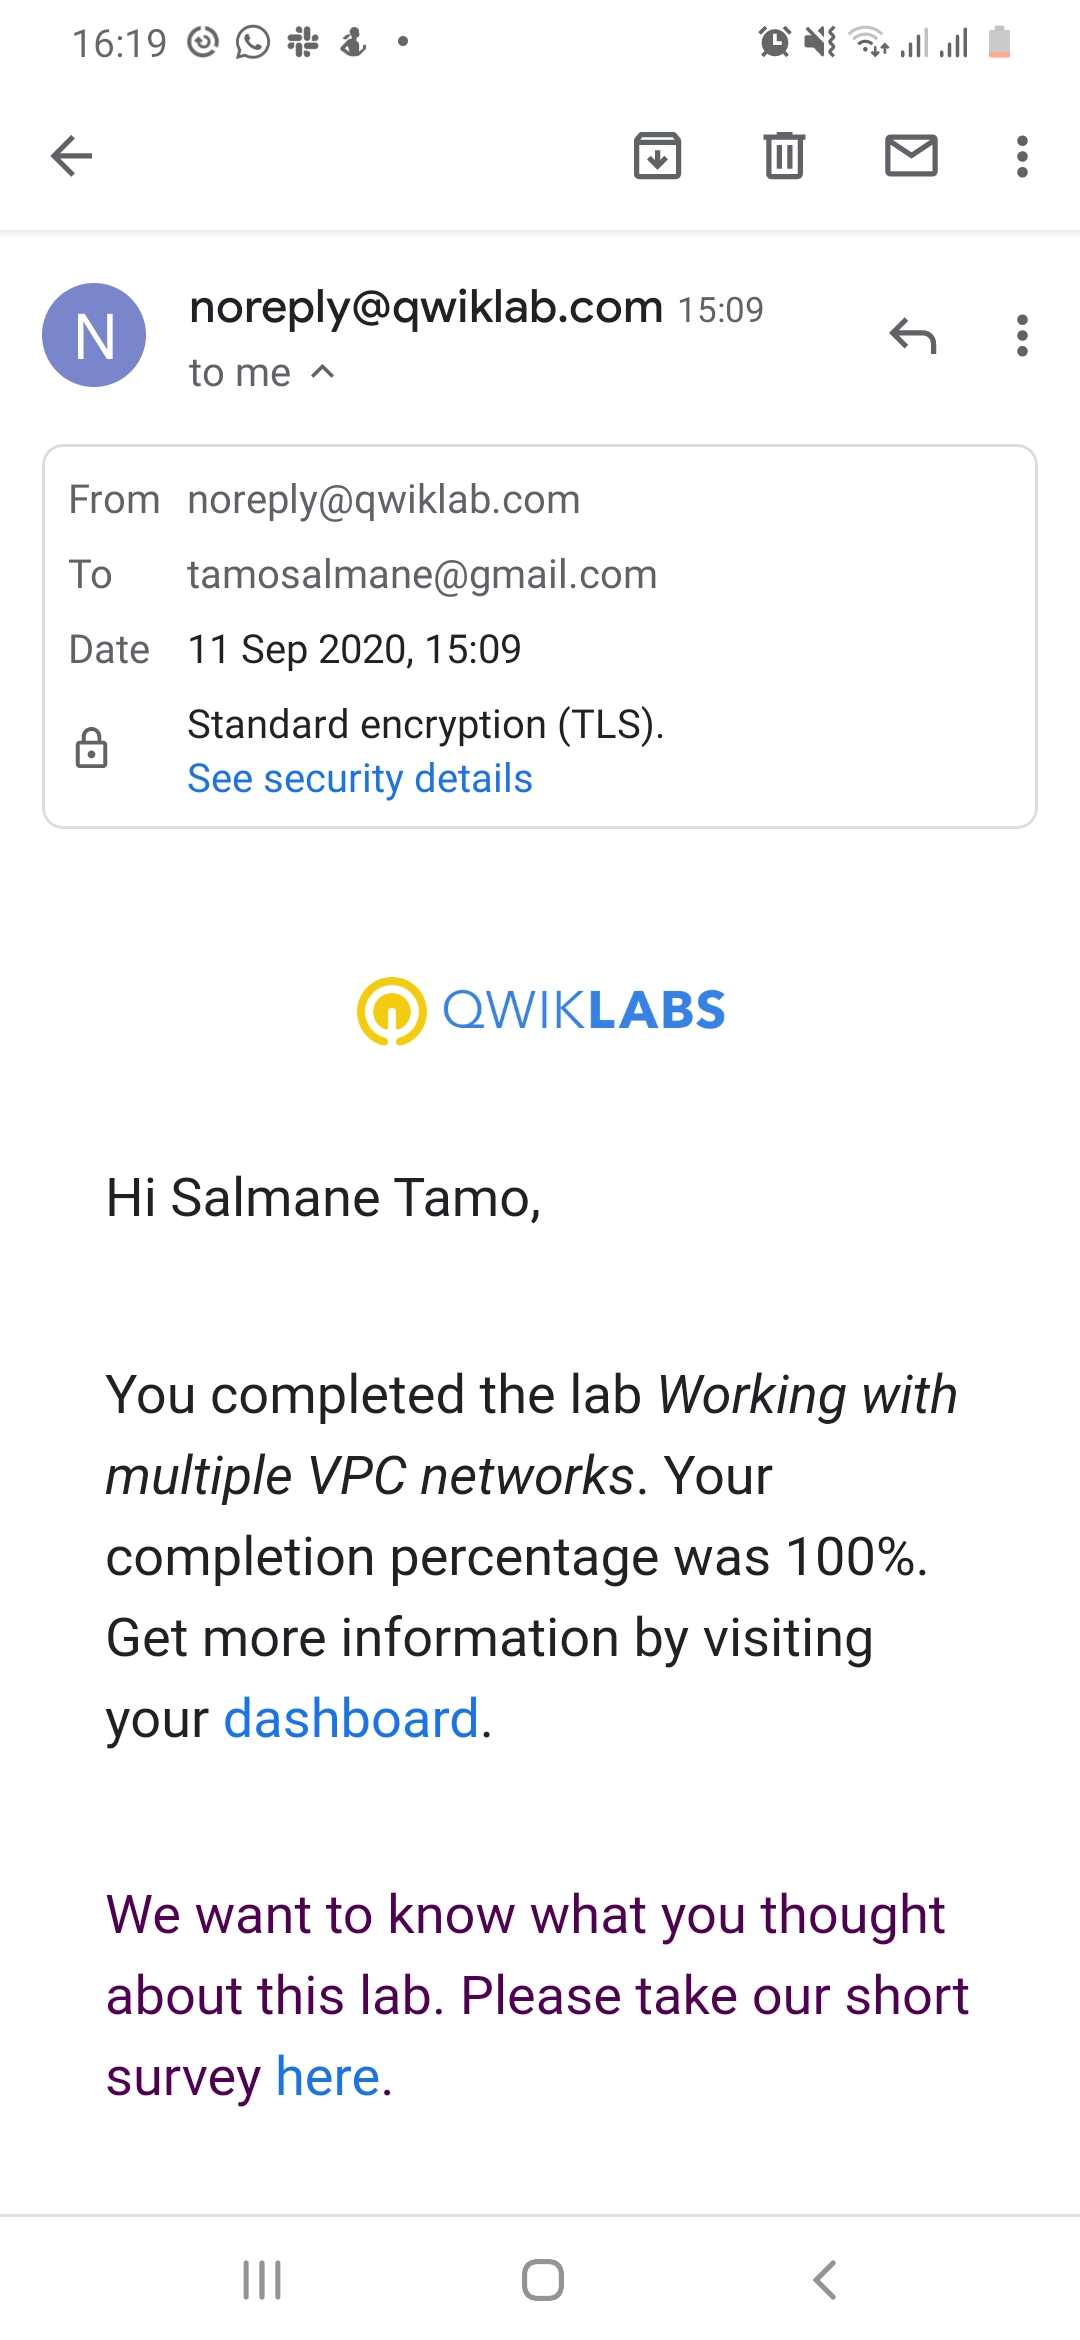 16:19
N
noreply@qwiklab.com 15:09
to me
From noreply@qwiklab.com
To tamosalmane@gmail.com
Date 11 Sep 2020, 15:09
Standard encryption (TLS).
See security details
QWIKLABS
Hi Salmane Tamo,
You completed the lab Working with
multiple VPC networks. Your
completion percentage was 100%.
Get more information by visiting
your dashboard.
We want to know what you thought
about this lab. Please take our short
survey here.